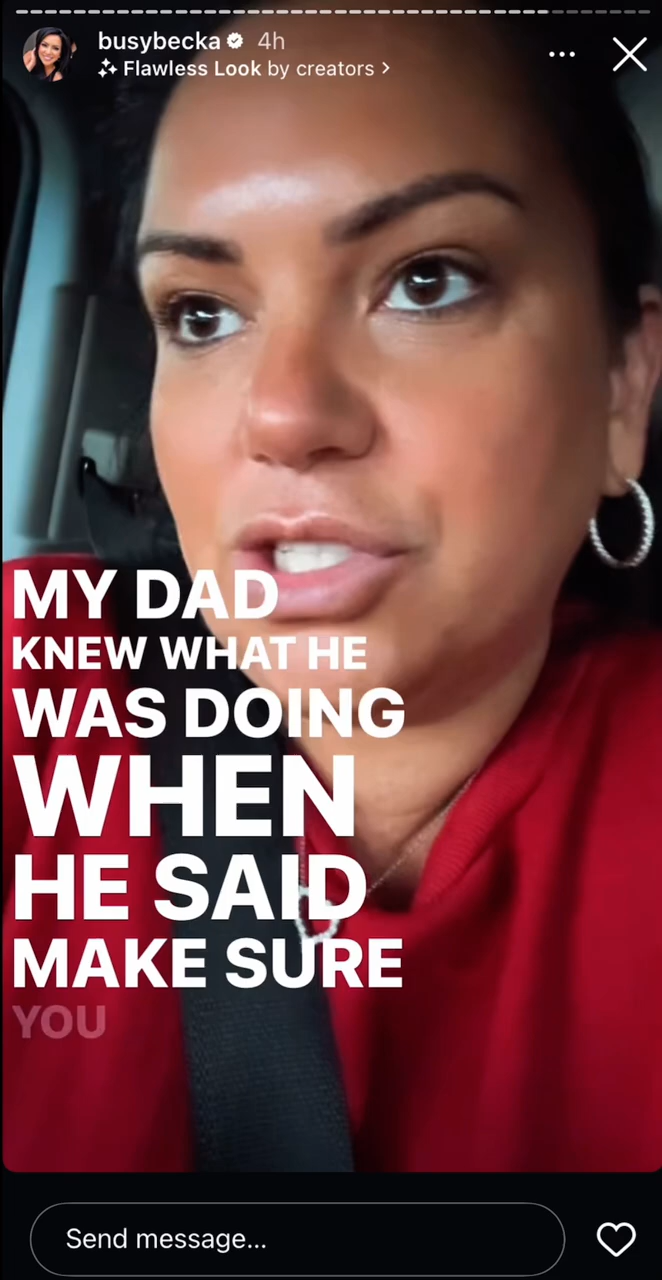 busybecka 4h
Flawless Look by creators >
MY DAD
KNEW WHAT HE
WAS DOING
WHEN
HE SAID
MAKE SURE
YOU
Send message...